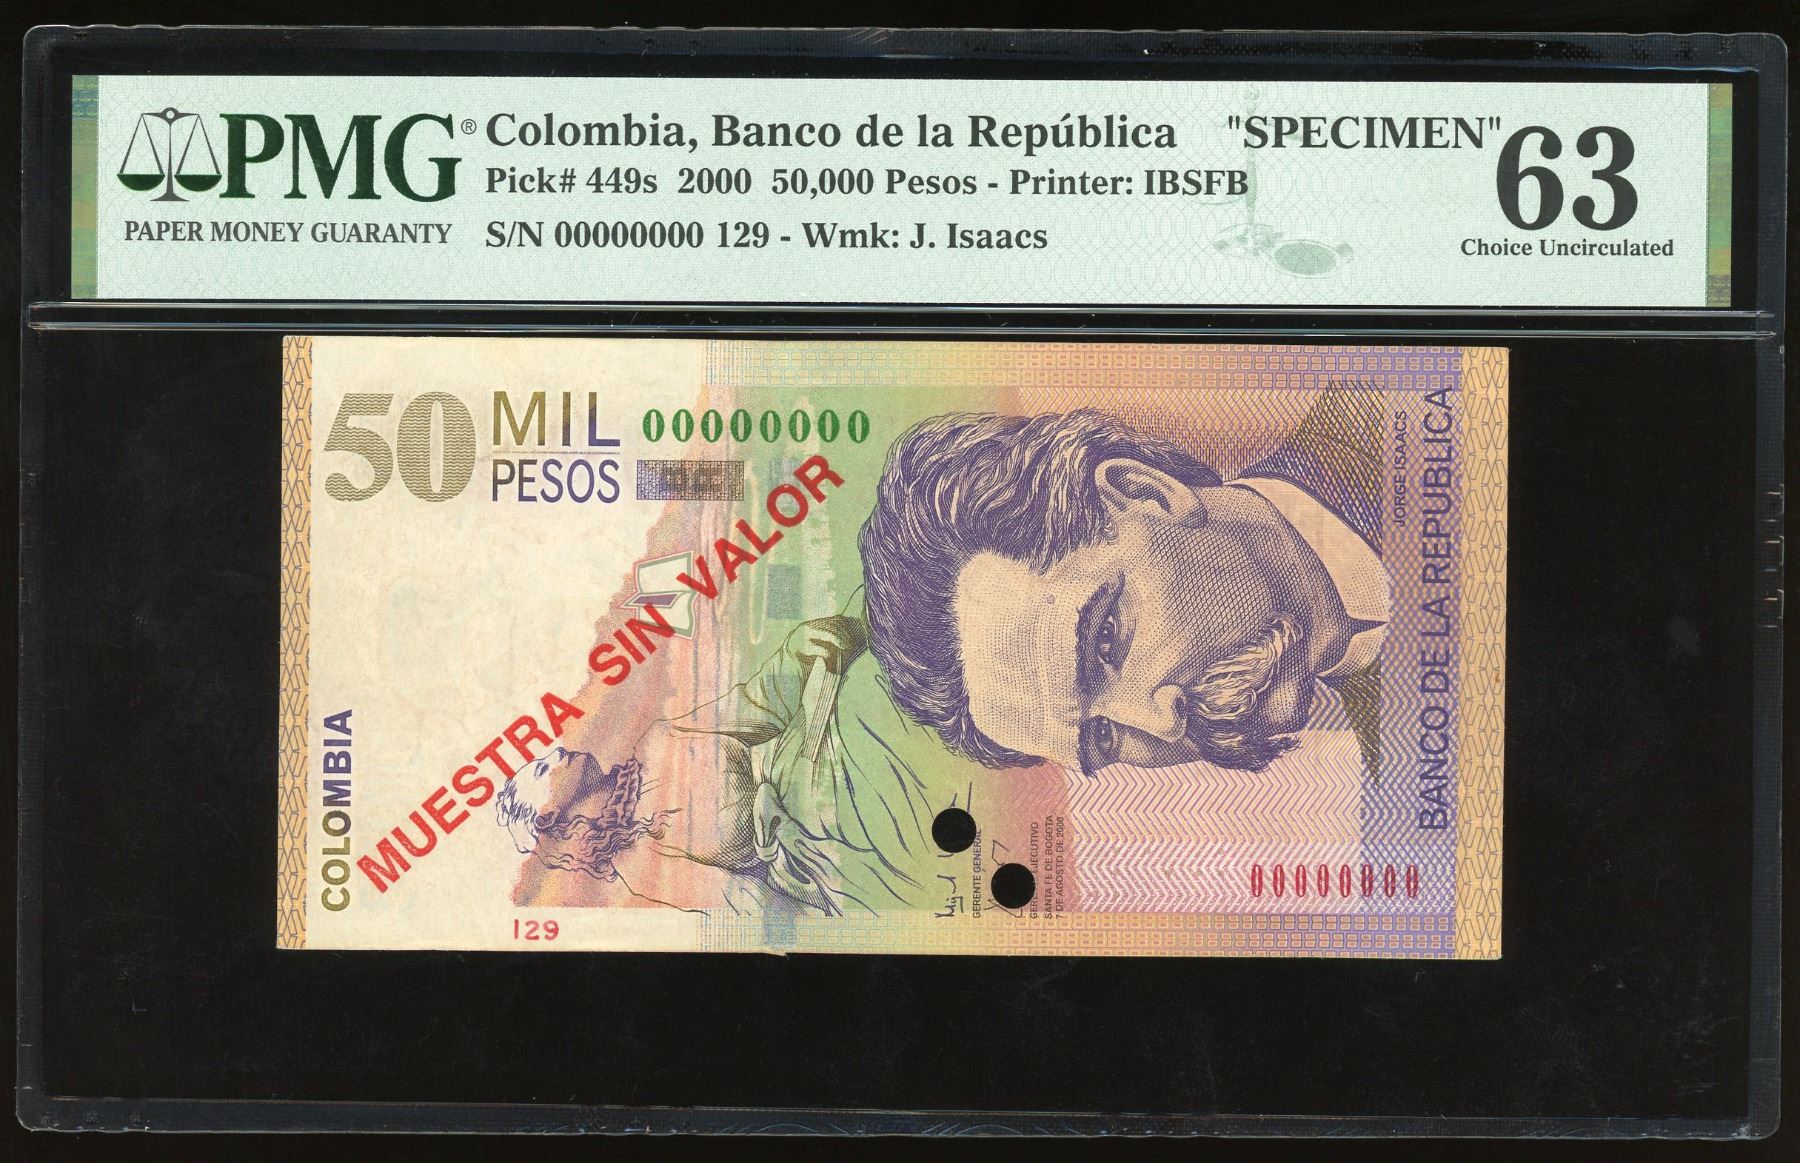 PMG®
PAPER MONEY GUARANTY
Colombia, Banco de la República "SPECIMEN"
Pick# 449s 2000 50,000 Pesos - Printer: IBSFB
S/N 00000000 129 - Wmk: J. Isaacs
63
Choice Uncirculated
50 MIL
PESOS
00000000
MUESTRA SIN VALOR
COLOMBIA
129
JORGE ISAACS
BANCO DE LA REPUBLICA
GERENTE GENERAL
EJECUTIVO
SANTA FE DE BOGOTA
7 DE AGOSTO DE 2000
00000000